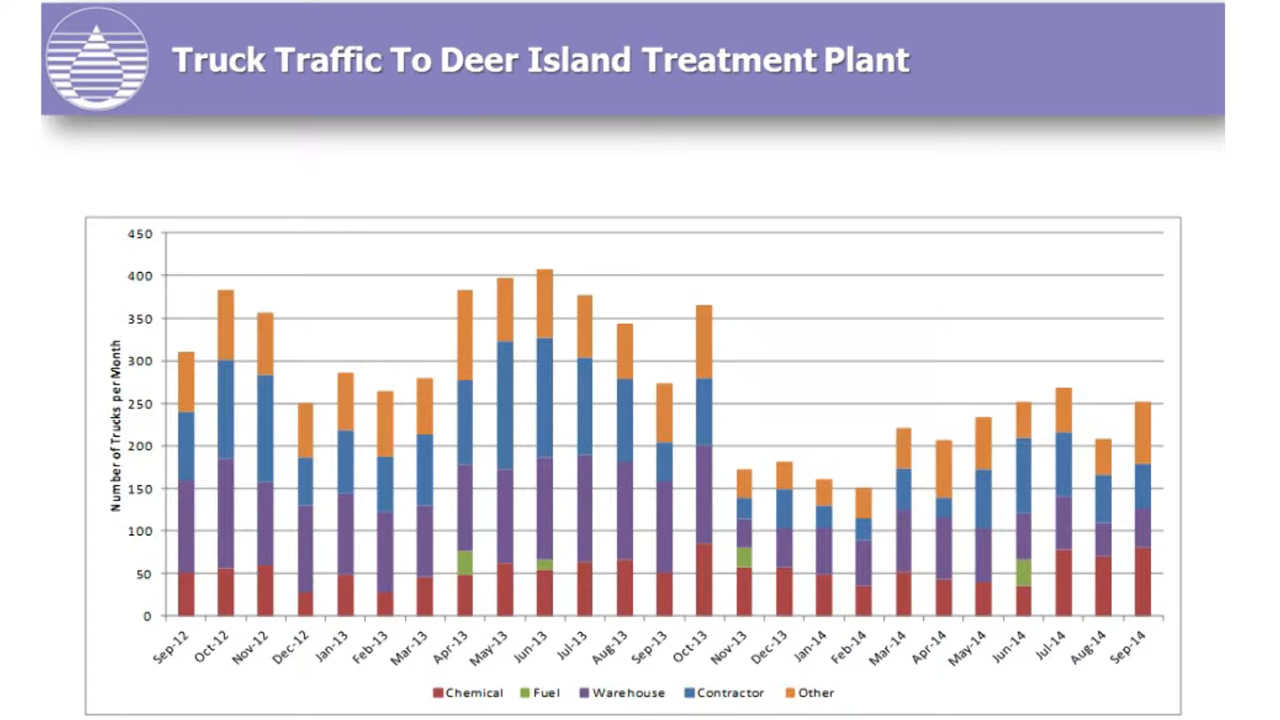 Truck Traffic To Deer Island Treatment Plant
Number of Trucks per Month
450
400
350
300
250
200
150
100
50
0
Sep-12 Oct-12 Nov-12 Dec-12 Jan-13 Feb-13 Mar-13 Apr-13 May-13 Jun-13 Jul-13 Aug-13 Sep-13 Oct-13 Nov-13 Dec-13 Jan-14 Feb-14 Mar-14 Apr-14 May-14 Jun-14 Jul-14 Aug-14 Sep-14
Chemical Fuel Warehouse Contractor Other